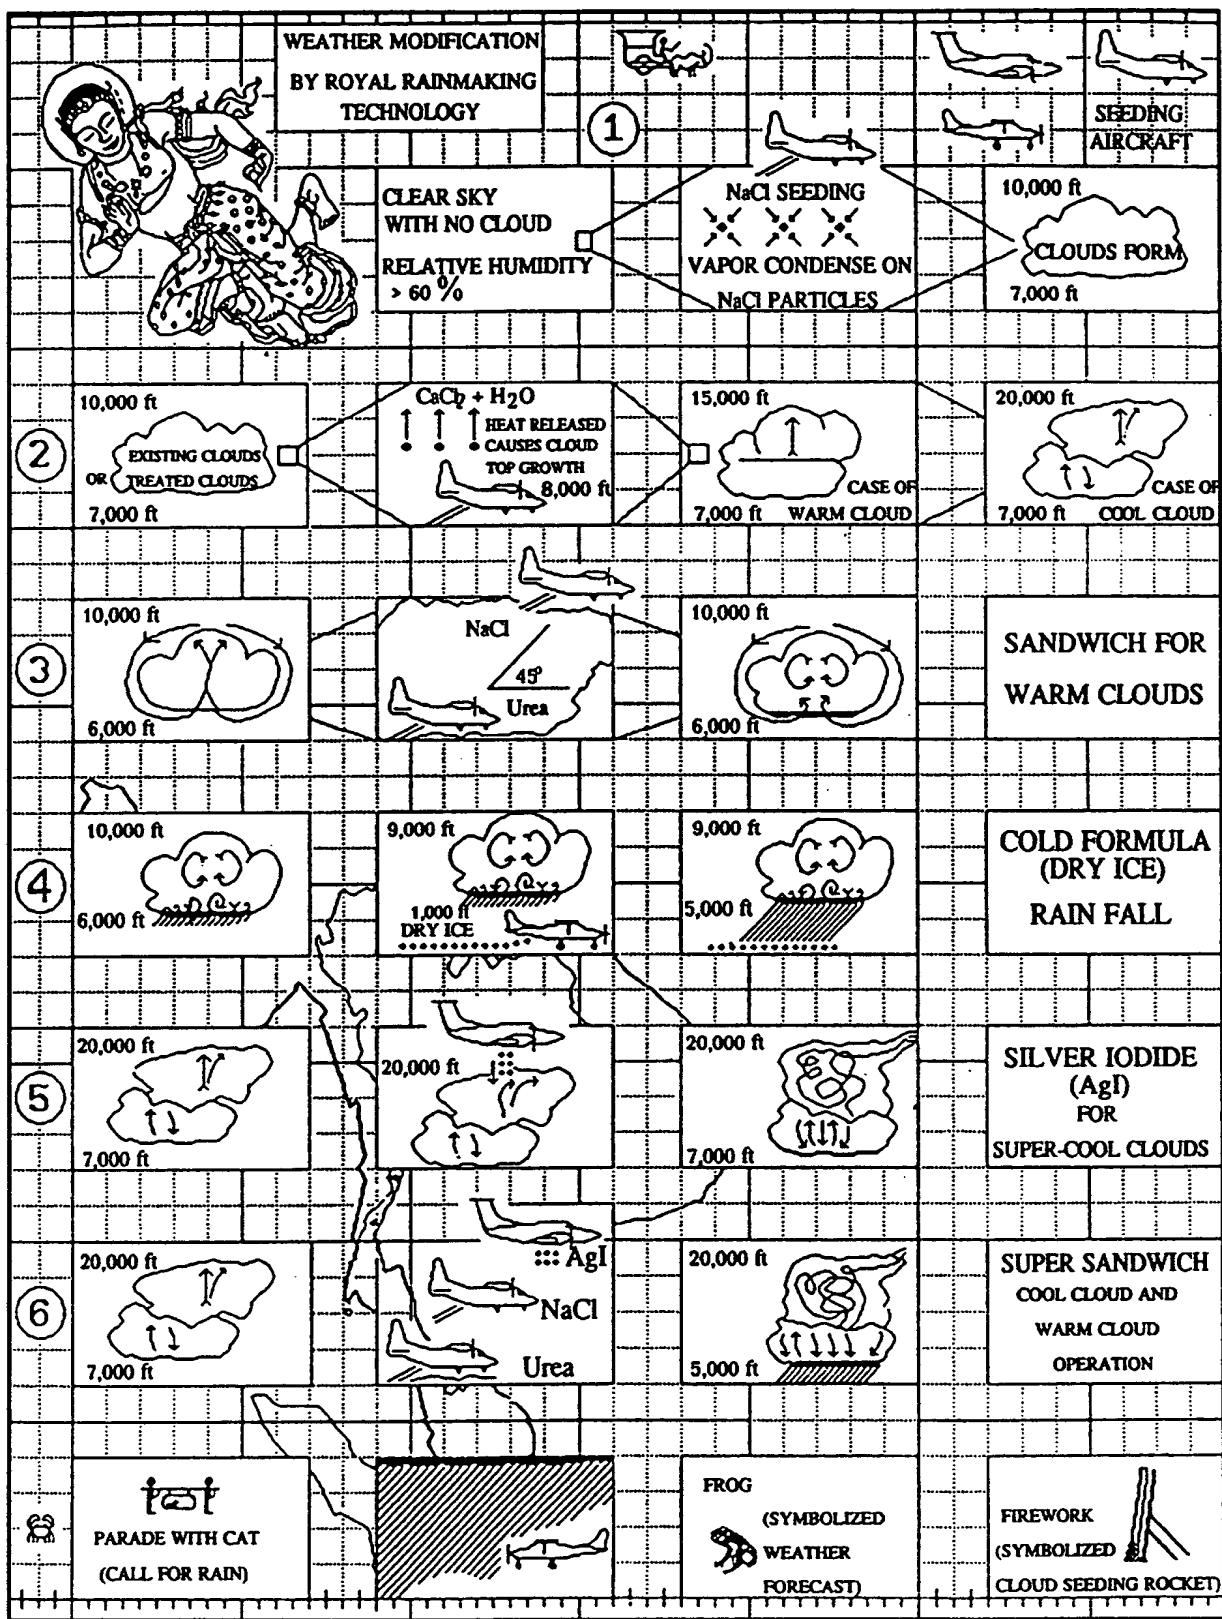 WEATHER MODIFICATION
BY ROYAL RAINMAKING
TECHNOLOGY
1
SEEDING
AIRCRAFT
CLEAR SKY
WITH NO CLOUD
RELATIVE HUMIDITY
> 60 %
NaCl SEEDING
VAPOR CONDENSE ON
NaCl PARTICLES
10,000 ft
CLOUDS FORM
7,000 ft
2
10,000 ft
EXISTING CLOUDS
OR TREATED CLOUDS
7,000 ft
CaCl2 + H2O
HEAT RELEASED
CAUSES CLOUD
TOP GROWTH
8,000 ft
15,000 ft
CASE OF
7,000 ft WARM CLOUD
20,000 ft
CASE OF
7,000 ft COOL CLOUD
3
10,000 ft
6,000 ft
NaCl
45°
Urea
10,000 ft
6,000 ft
SANDWICH FOR
WARM CLOUDS
4
10,000 ft
6,000 ft
9,000 ft
1,000 ft
DRY ICE
9,000 ft
5,000 ft
COLD FORMULA
(DRY ICE)
RAIN FALL
5
20,000 ft
7,000 ft
20,000 ft
20,000 ft
7,000 ft
SILVER IODIDE
(AgI)
FOR
SUPER-COOL CLOUDS
6
20,000 ft
7,000 ft
AgI
NaCl
Urea
20,000 ft
5,000 ft
SUPER SANDWICH
COOL CLOUD AND
WARM CLOUD
OPERATION
PARADE WITH CAT
(CALL FOR RAIN)
FROG
(SYMBOLIZED
WEATHER
FORECAST)
FIREWORK
(SYMBOLIZED
CLOUD SEEDING ROCKET)